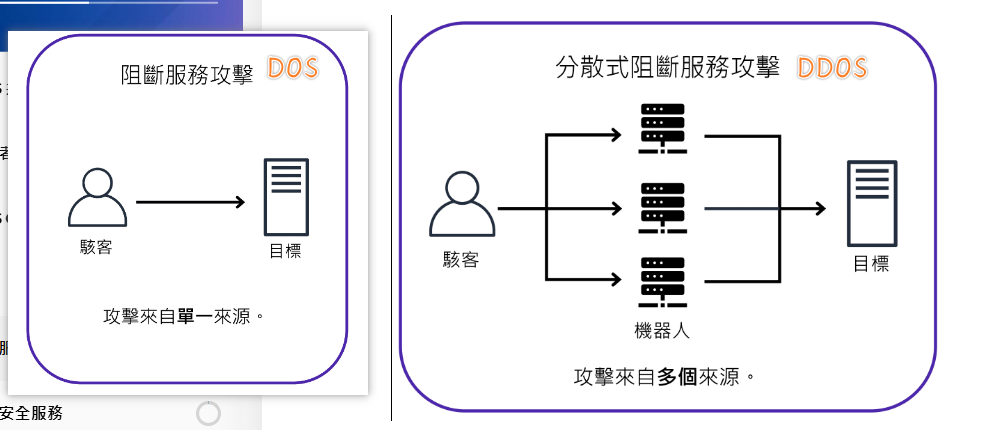 阻斷服務攻擊 DOS
駭客
目標
攻擊來自單一來源。
安全服務
分散式阻斷服務攻擊 DDOS
駭客
目標
機器人
攻擊來自多個來源。